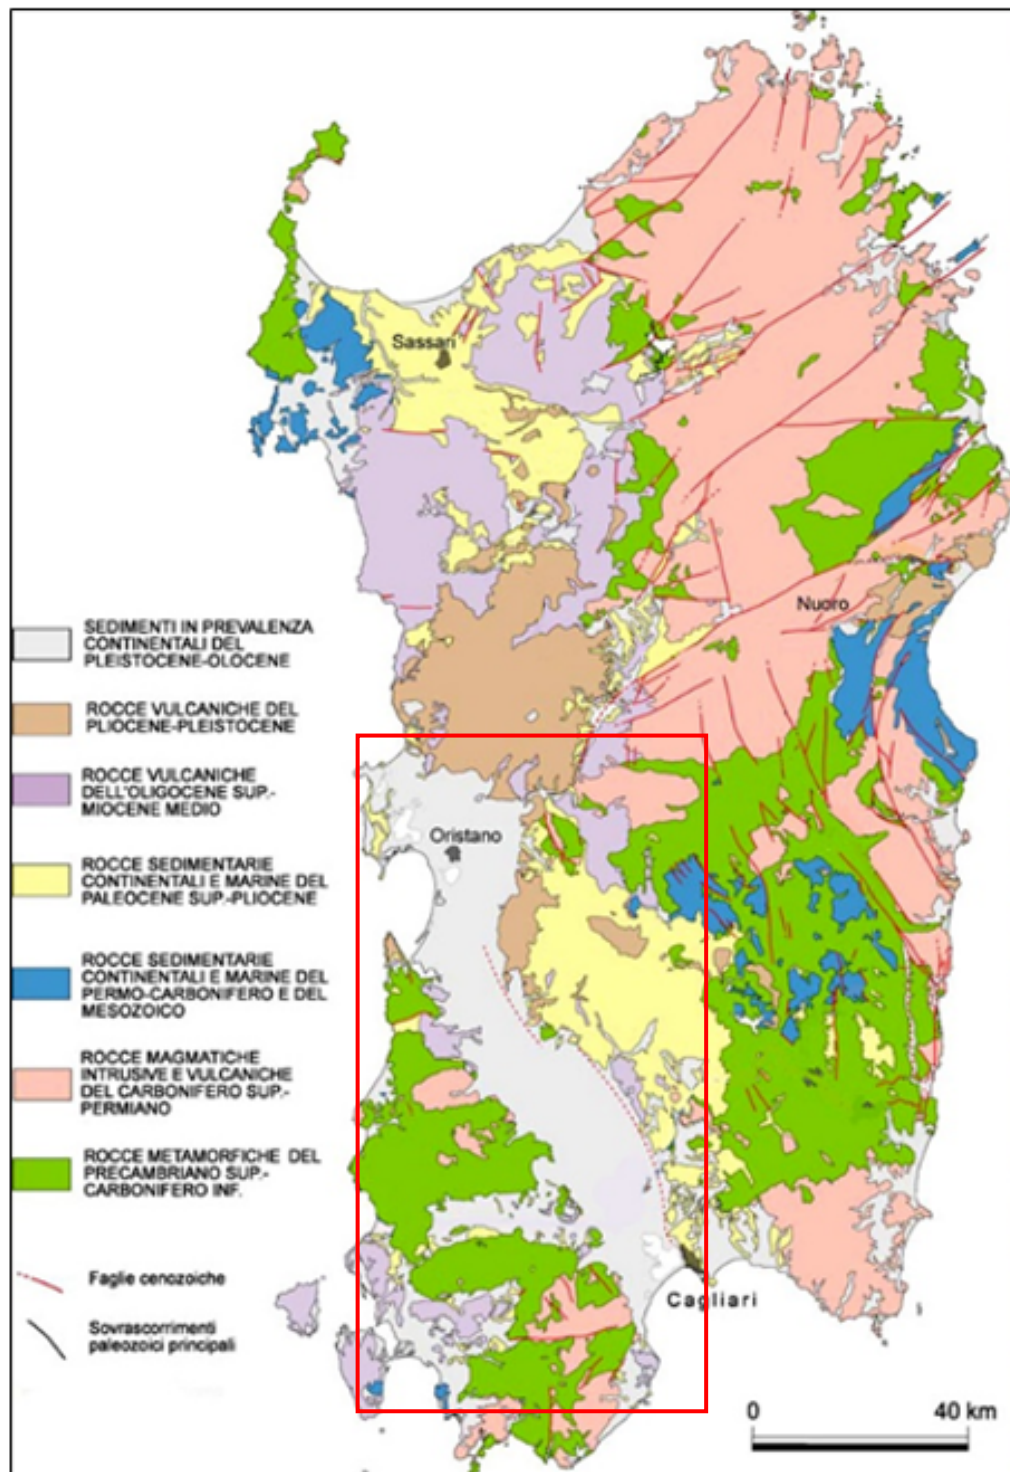 Sassari
Nuoro
Oristano
Cagliari
SEDIMENTI IN PREVALENZA
CONTINENTALI DEL
PLEISTOCENE-OLOCENE
ROCCE VULCANICHE DEL
PLIOCENE-PLEISTOCENE
ROCCE VULCANICHE
DELL'OLIGOCENE SUP.-
MIOCENE MEDIO
ROCCE SEDIMENTARIE
CONTINENTALI E MARINE DEL
PALEOCENE SUP.-PLIOCENE
ROCCE SEDIMENTARIE
CONTINENTALI E MARINE DEL
PERMO-CARBONIFERO E DEL
MESOZOICO
ROCCE MAGMATICHE
INTRUSIVE E VULCANICHE
DEL CARBONIFERO SUP.-
PERMIANO
ROCCE METAMORFICHE DEL
PRECAMBRIANO SUP.-
CARBONIFERO INF.
Faglie cenozoiche
Sovrascorrimenti
paleozoici principali
0 40 km